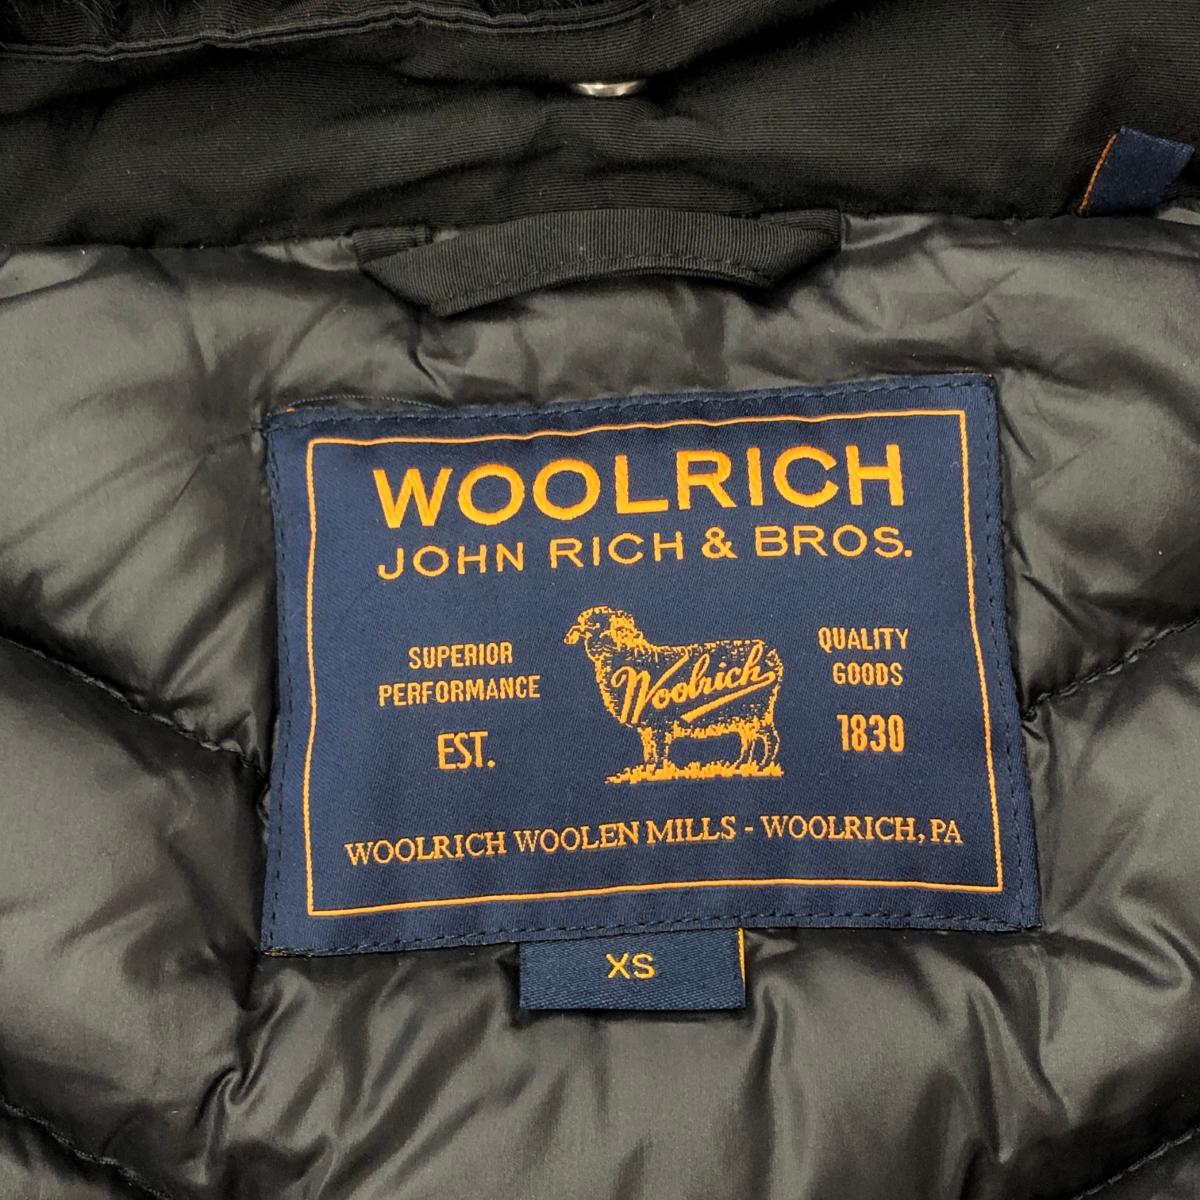 WOOLRICH
JOHN RICH & BROS.
SUPERIOR
PERFORMANCE
EST.
Woolrich
QUALITY
GOODS
1830
WOOLRICH WOOLEN MILLS - WOOLRICH, PA
XS